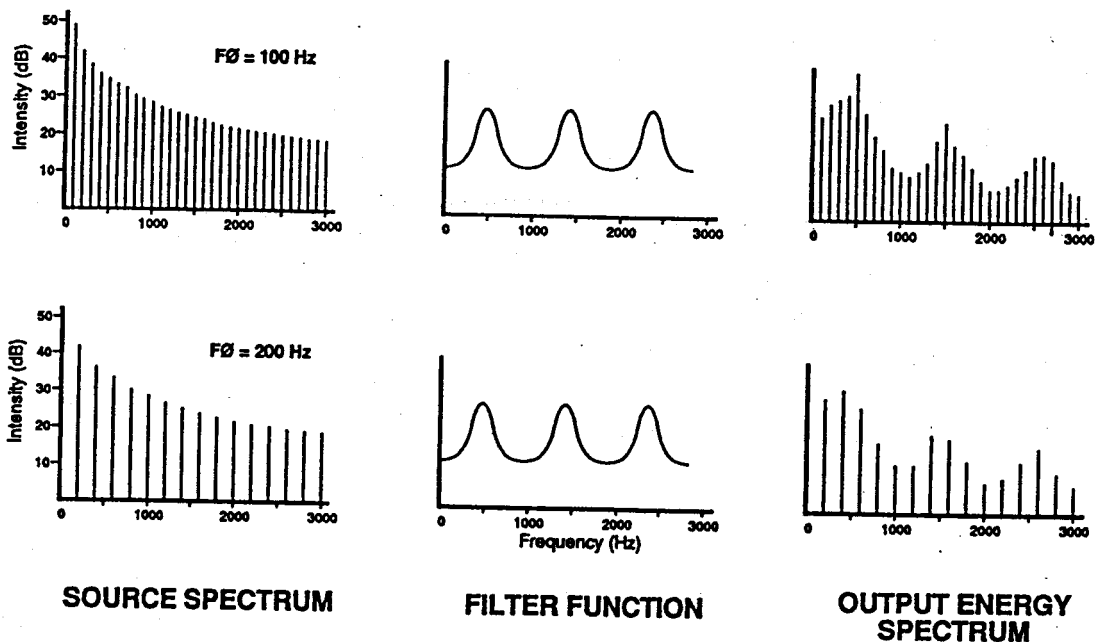 50
40
30
20
10
Intensity (dB)
FØ = 100 Hz
0 1000 2000 3000
0 1000 2000 3000
0 1000 2000 3000
50
40
30
20
10
Intensity (dB)
FØ = 200 Hz
0 1000 2000 3000
0 1000 2000 3000
Frequency (Hz)
0 1000 2000 3000
SOURCE SPECTRUM
FILTER FUNCTION
OUTPUT ENERGY
SPECTRUM